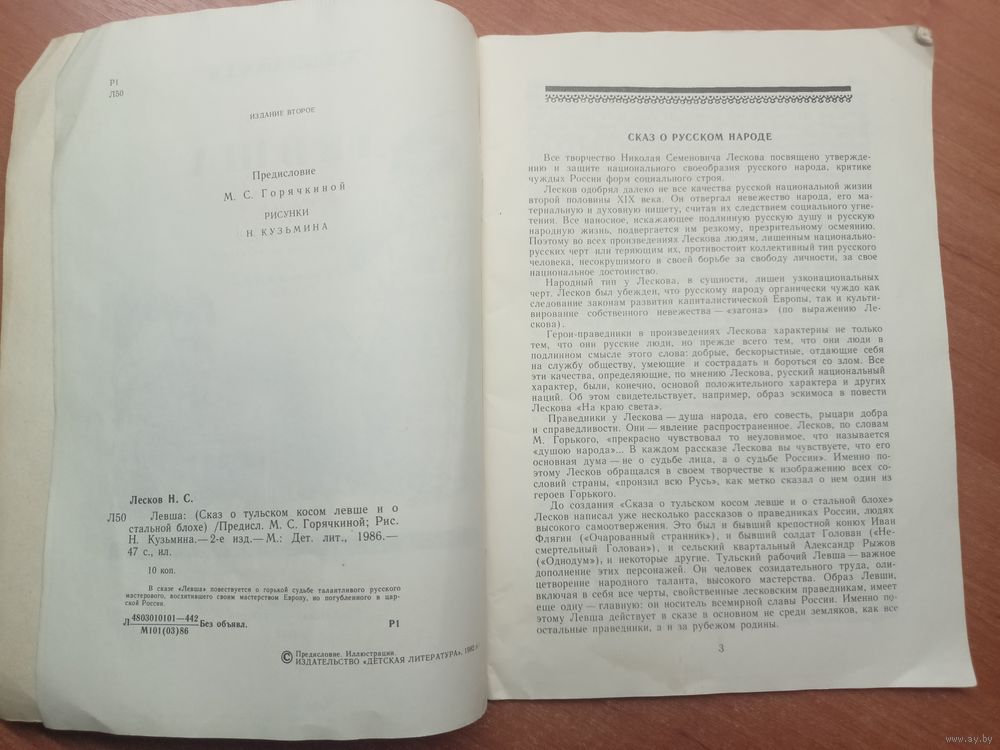 Р1
Л50
ИЗДАНИЕ ВТОРОЕ
Предисловие
М. С. Горячкиной
РИСУНКИ
Н. КУЗЬМИНА
Лесков Н. С.
Л50 Левша: (Сказ о тульском косом левше и о
стальной блохе) /Предисл. М. С. Горячкиной; Рис.
Н. Кузьмина.—2-е изд.—М.: Дет. лит., 1986.—
47 с., ил.
10 коп.
В сказе «Левша» повествуется о горькой судьбе талантливого русского
мастерового, восхитившего своим мастерством Европу, но погубленного в цар-
ской России.
Л 4803010101—442 Без объявл. Р1
М101(03)86
© Предисловие. Иллюстрации.
ИЗДАТЕЛЬСТВО «ДЕТСКАЯ ЛИТЕРАТУРА», 1982
СКАЗ О РУССКОМ НАРОДЕ
Все творчество Николая Семеновича Лескова посвящено утвержде-
нию и защите национального своеобразия русского народа, критике
чуждых России форм социального строя.
Лесков одобрял далеко не все качества русской национальной жизни
второй половины XIX века. Он отвергал невежество народа, его ма-
териальную и духовную нищету, считая их следствием социального угне-
тения. Все наносное, искажающее подлинную русскую душу и русскую
народную жизнь, подвергается им резкому, презрительному осмеянию.
Поэтому во всех произведениях Лескова людям, лишенным национально-
русских черт или теряющим их, противостоит коллективный тип русского
человека, несокрушимого в своей борьбе за свободу личности, за свое
национальное достоинство.
Народный тип у Лескова, в сущности, лишен узконациональных
черт. Лесков был убежден, что русскому народу органически чуждо как
следование законам развития капиталистической Европы, так и культи-
вирование собственного невежества—«загона» (по выражению Ле-
скова).
Герои-праведники в произведениях Лескова характерны не только
тем, что они русские люди, но прежде всего тем, что они люди в
подлинном смысле этого слова: добрые, бескорыстные, отдающие себя
на службу обществу, умеющие и сострадать и бороться со злом. Все
эти качества, определяющие, по мнению Лескова, русский национальный
характер, были, конечно, основой положительного характера и других
наций. Об этом свидетельствует, например, образ эскимоса в повести
Лескова «На краю света».
Праведники у Лескова—душа народа, его совесть, рыцари добра
и справедливости. Они—явление распространенное. Лесков, по словам
М. Горького, «прекрасно чувствовал то неуловимое, что называется
«душою народа»... В каждом рассказе Лескова вы чувствуете, что его
основная дума—не о судьбе лица, а о судьбе России». Именно по-
этому Лесков обращался в своем творчестве к изображению всех со-
словий страны, «пронзил всю Русь», как метко сказал о нем один из
героев Горького.
До создания «Сказа о тульском косом левше и о стальной блохе»
Лесков написал уже несколько рассказов о праведниках России, людях
высокого самоотвержения. Это был и бывший крепостной конюх Иван
Флягин («Очарованный странник»), и бывший солдат Голован («Не-
смертельный Голован»), и сельский квартальный Александр Рыжов
(«Однодум»), и некоторые другие. Тульский рабочий Левша—важное
дополнение этих персонажей. Он человек созидательного труда, оли-
цетворение народного таланта, высокого мастерства. Образ Левши,
включая в себя все черты, свойственные лесковским праведникам, имеет
еще одну—главную: он носитель всемирной славы России. Именно по-
этому Левша действует в сказе в основном не среди земляков, как все
остальные праведники, а и за рубежом родины.
3
www.ay.by